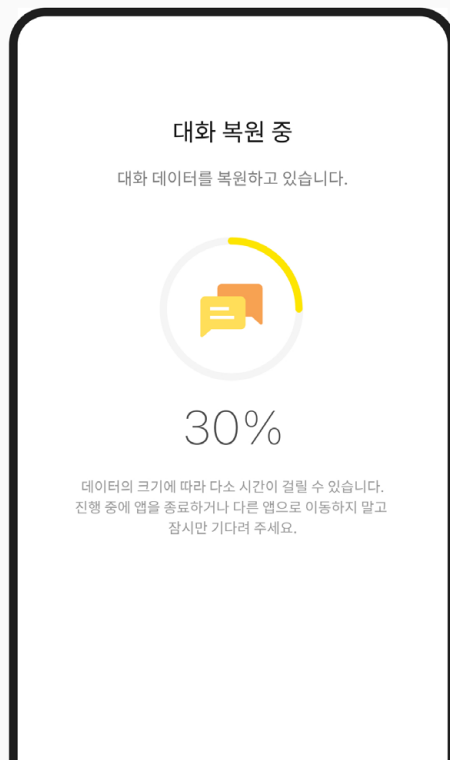 대화 복원 중
대화 데이터를 복원하고 있습니다.
30%
데이터의 크기에 따라 다소 시간이 걸릴 수 있습니다.
진행 중에 앱을 종료하거나 다른 앱으로 이동하지 말고
잠시만 기다려 주세요.